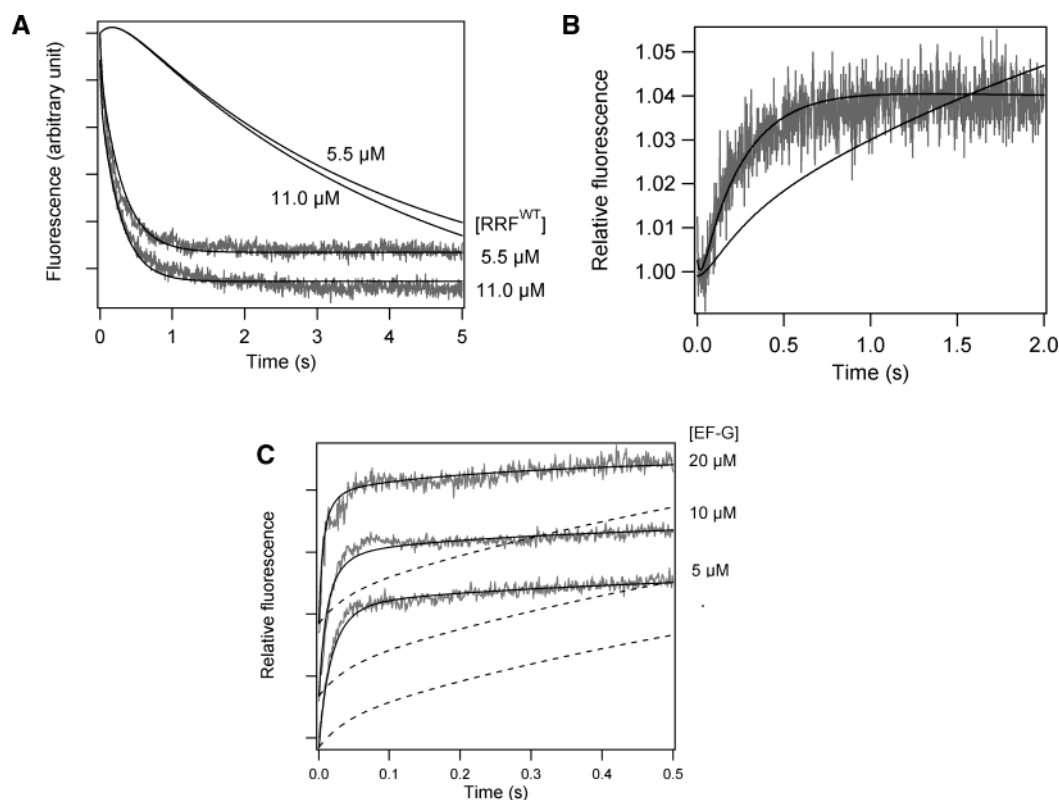 A
Fluorescence (arbitrary unit)
5.5 µM
11.0 µM
[RRF^WT]
5.5 µM
11.0 µM
0 1 2 3 4 5
Time (s)
B
Relative fluorescence
1.05
1.04
1.03
1.02
1.01
1.00
0.0 0.5 1.0 1.5 2.0
Time (s)
C
Relative fluorescence
[EF-G]
20 µM
10 µM
5 µM
0.0 0.1 0.2 0.3 0.4 0.5
Time (s)